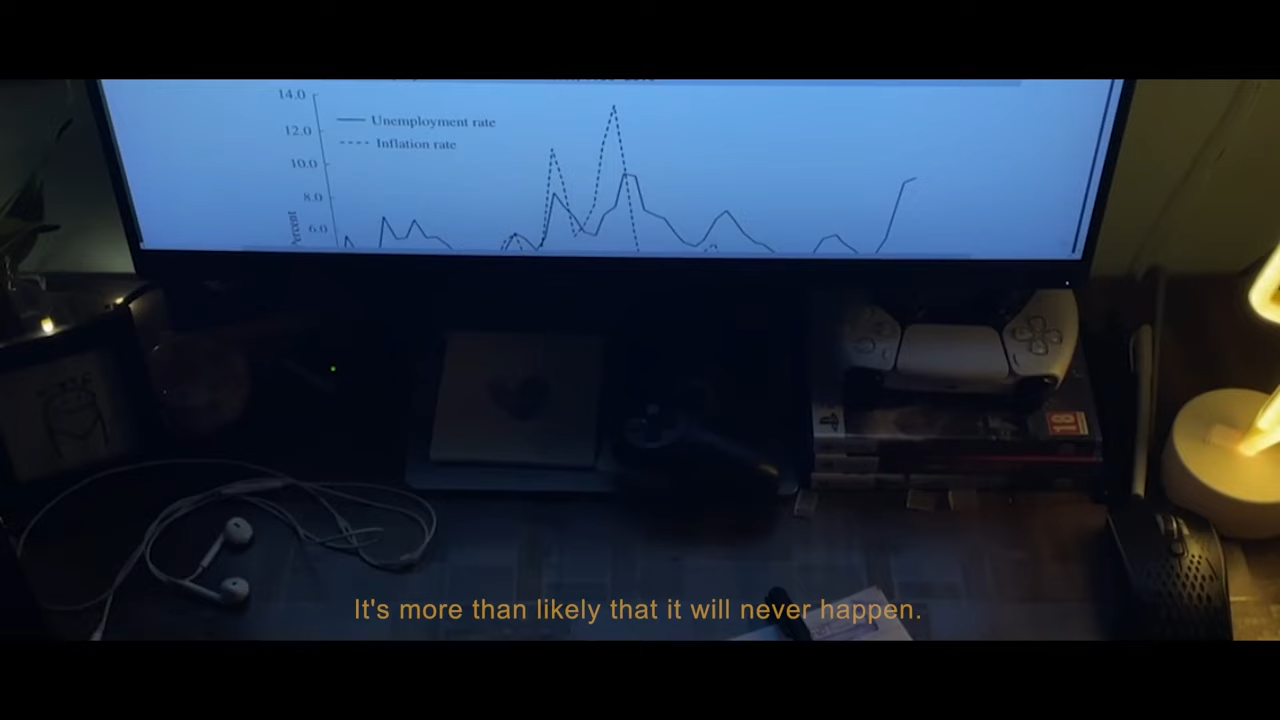 14.0
Unemployment rate
12.0
Inflation rate
10.0
8.0
Percent
6.0
18
It's more than likely that it will never happen.